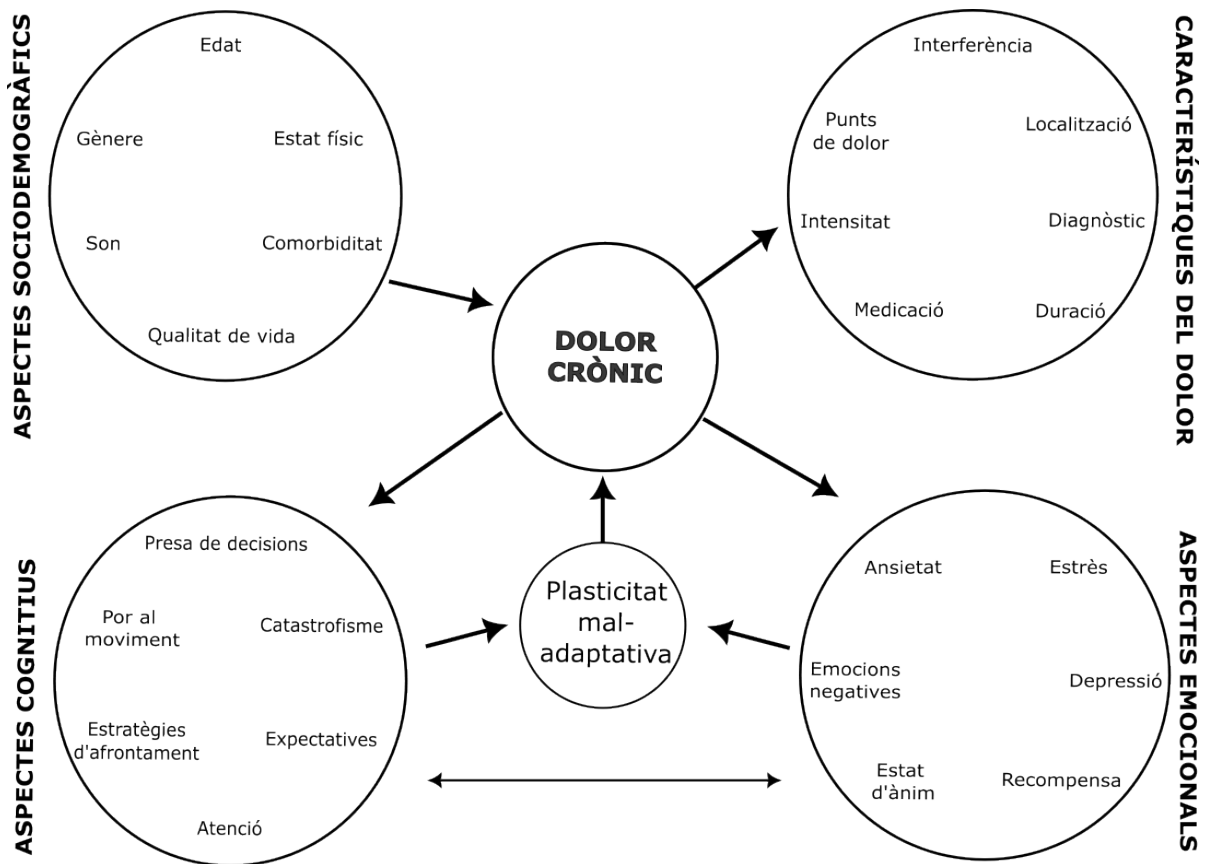 ASPECTES SOCIODEMOGRÀFICS
Edat
Gènere
Estat físic
Son
Comorbiditat
Qualitat de vida
CARACTERÍSTIQUES DEL DOLOR
Interferència
Punts
de dolor
Localització
Intensitat
Diagnòstic
Medicació
Duració
DOLOR
CRÒNIC
Plasticitat
mal-
adaptativa
ASPECTES COGNITIUS
Presa de decisions
Por al
moviment
Catastrofisme
Estratègies
d'afrontament
Expectatives
Atenció
ASPECTES EMOCIONALS
Ansietat
Estrès
Emocions
negatives
Depressió
Estat
d'ànim
Recompensa